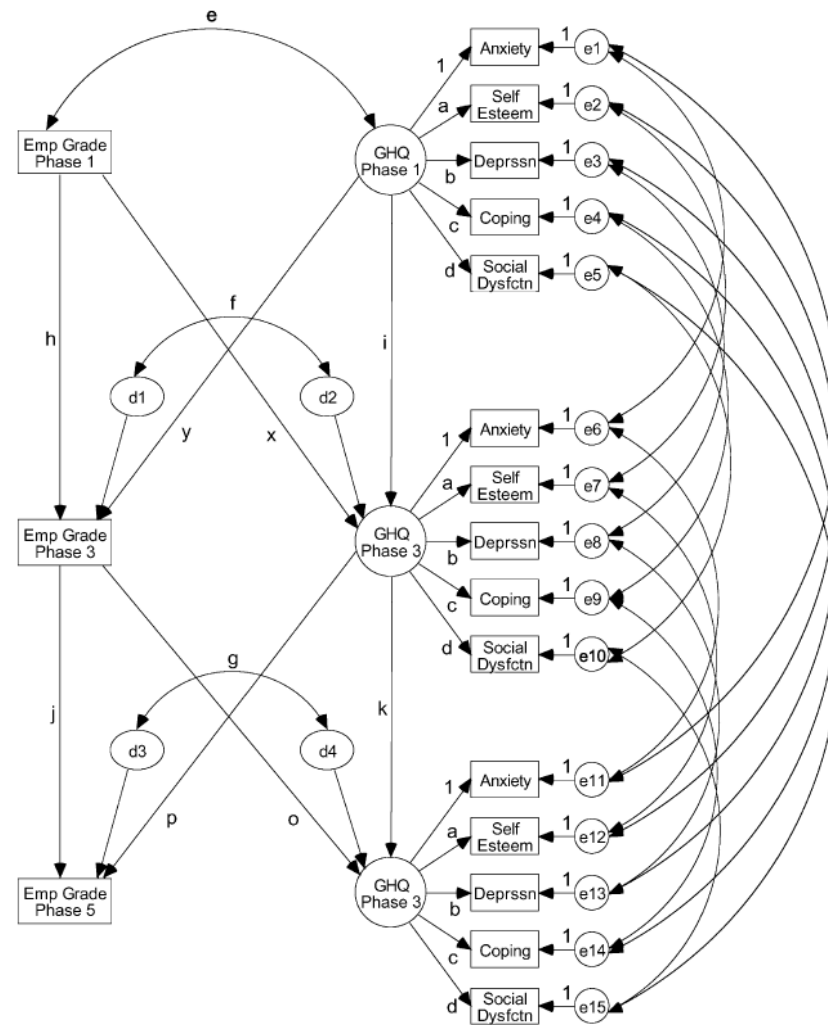 e
1
Anxiety
1
e1
a
Self
Esteem
1
e2
Emp Grade
Phase 1
GHQ
Phase 1
b
Deprssn
1
e3
c
Coping
1
e4
d
Social
Dysfctn
1
e5
f
h
i
d1
d2
y
x
1
Anxiety
1
e6
a
Self
Esteem
1
e7
Emp Grade
Phase 3
GHQ
Phase 3
b
Deprssn
1
e8
c
Coping
1
e9
d
Social
Dysfctn
1
e10
g
j
k
d3
d4
p
o
1
Anxiety
1
e11
a
Self
Esteem
1
e12
Emp Grade
Phase 5
GHQ
Phase 3
b
Deprssn
1
e13
c
Coping
1
e14
d
Social
Dysfctn
1
e15